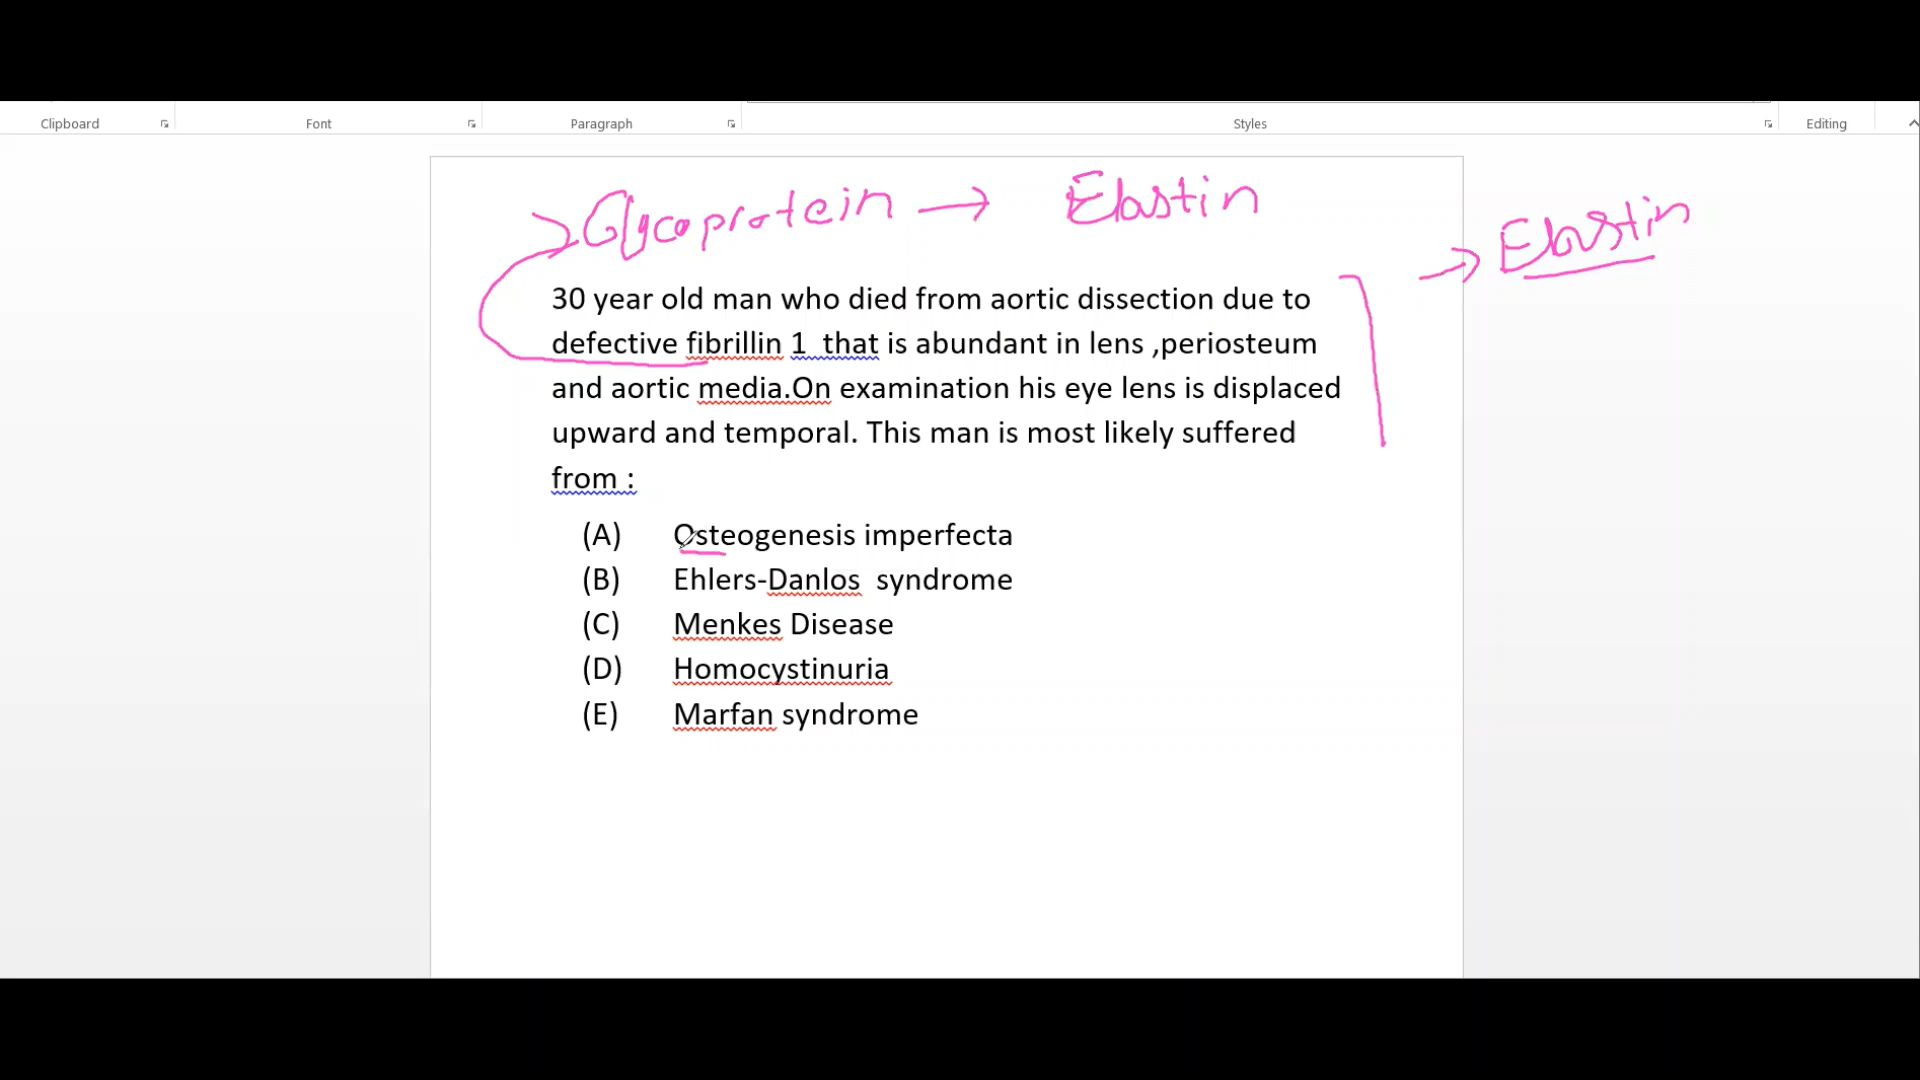 Clipboard
Font
Paragraph
Styles
Editing
Glycoprotein → Elastin
→ Elastin
30 year old man who died from aortic dissection due to
defective fibrillin 1 that is abundant in lens ,periosteum
and aortic media.On examination his eye lens is displaced
upward and temporal. This man is most likely suffered
from :
(A) Osteogenesis imperfecta
(B) Ehlers-Danlos syndrome
(C) Menkes Disease
(D) Homocystinuria
(E) Marfan syndrome